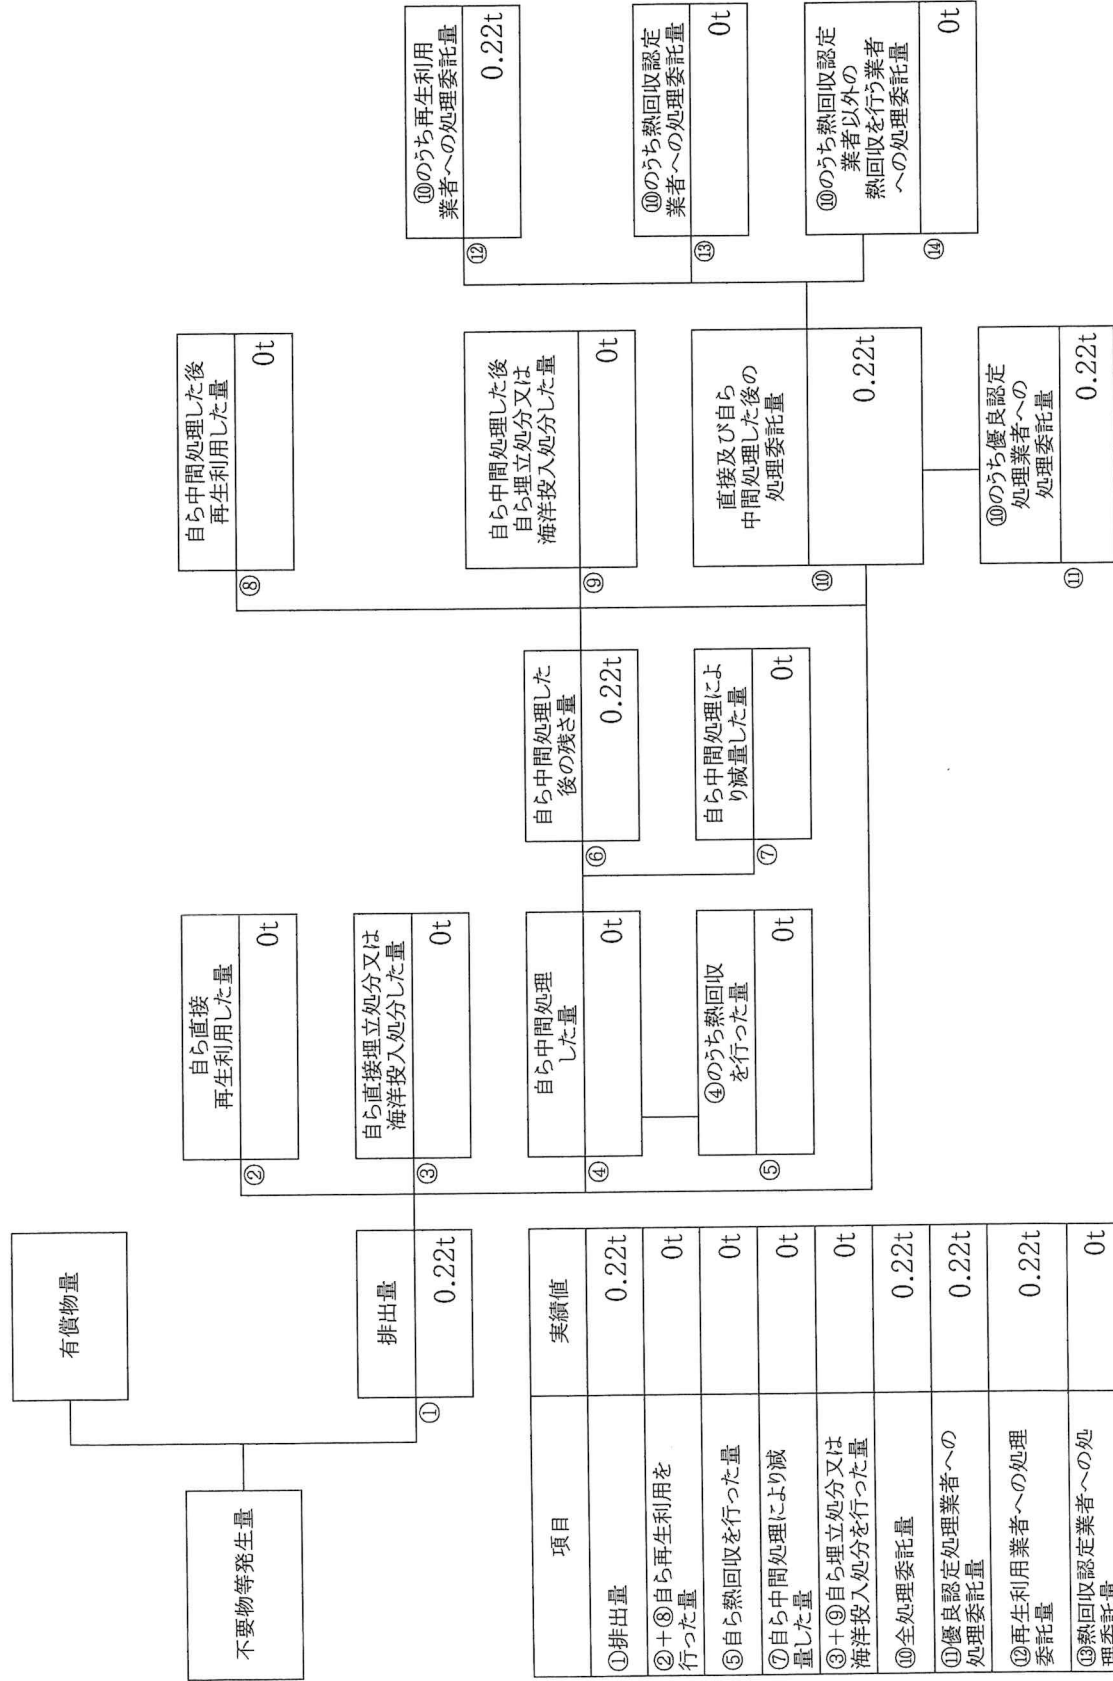 不要物等発生量
有償物量
①
排出量
0.22t
②
自ら直接
再生利用した量
0t
③
自ら直接埋立処分又は
海洋投入処分した量
0t
④
自ら中間処理
した量
0t
⑤
④のうち熱回収
を行った量
0t
⑥
自ら中間処理した
後の残さ量
0.22t
⑦
自ら中間処理によ
り減量した量
0t
⑧
自ら中間処理した後
再生利用した量
0t
⑨
自ら中間処理した後
自ら埋立処分又は
海洋投入処分した量
0t
⑩
直接及び自ら
中間処理した後の
処理委託量
0.22t
⑪
⑩のうち優良認定
処理業者への
処理委託量
0.22t
⑫
⑩のうち再生利用
業者への処理委託量
0.22t
⑬
⑩のうち熱回収認定
業者への処理委託量
0t
⑭
⑩のうち熱回収認定
業者以外の
熱回収を行う業者
への処理委託量
0t
項目
実績値
①排出量
0.22t
②＋⑧自ら再生利用を
行った量
0t
⑤自ら熱回収を行った量
0t
⑦自ら中間処理により減
量した量
0t
③＋⑨自ら埋立処分又は
海洋投入処分を行った量
0t
⑩全処理委託量
0.22t
⑪優良認定処理業者への
処理委託量
0.22t
⑫再生利用業者への処理
委託量
0.22t
⑬熱回収認定業者への処
理委託量
0t